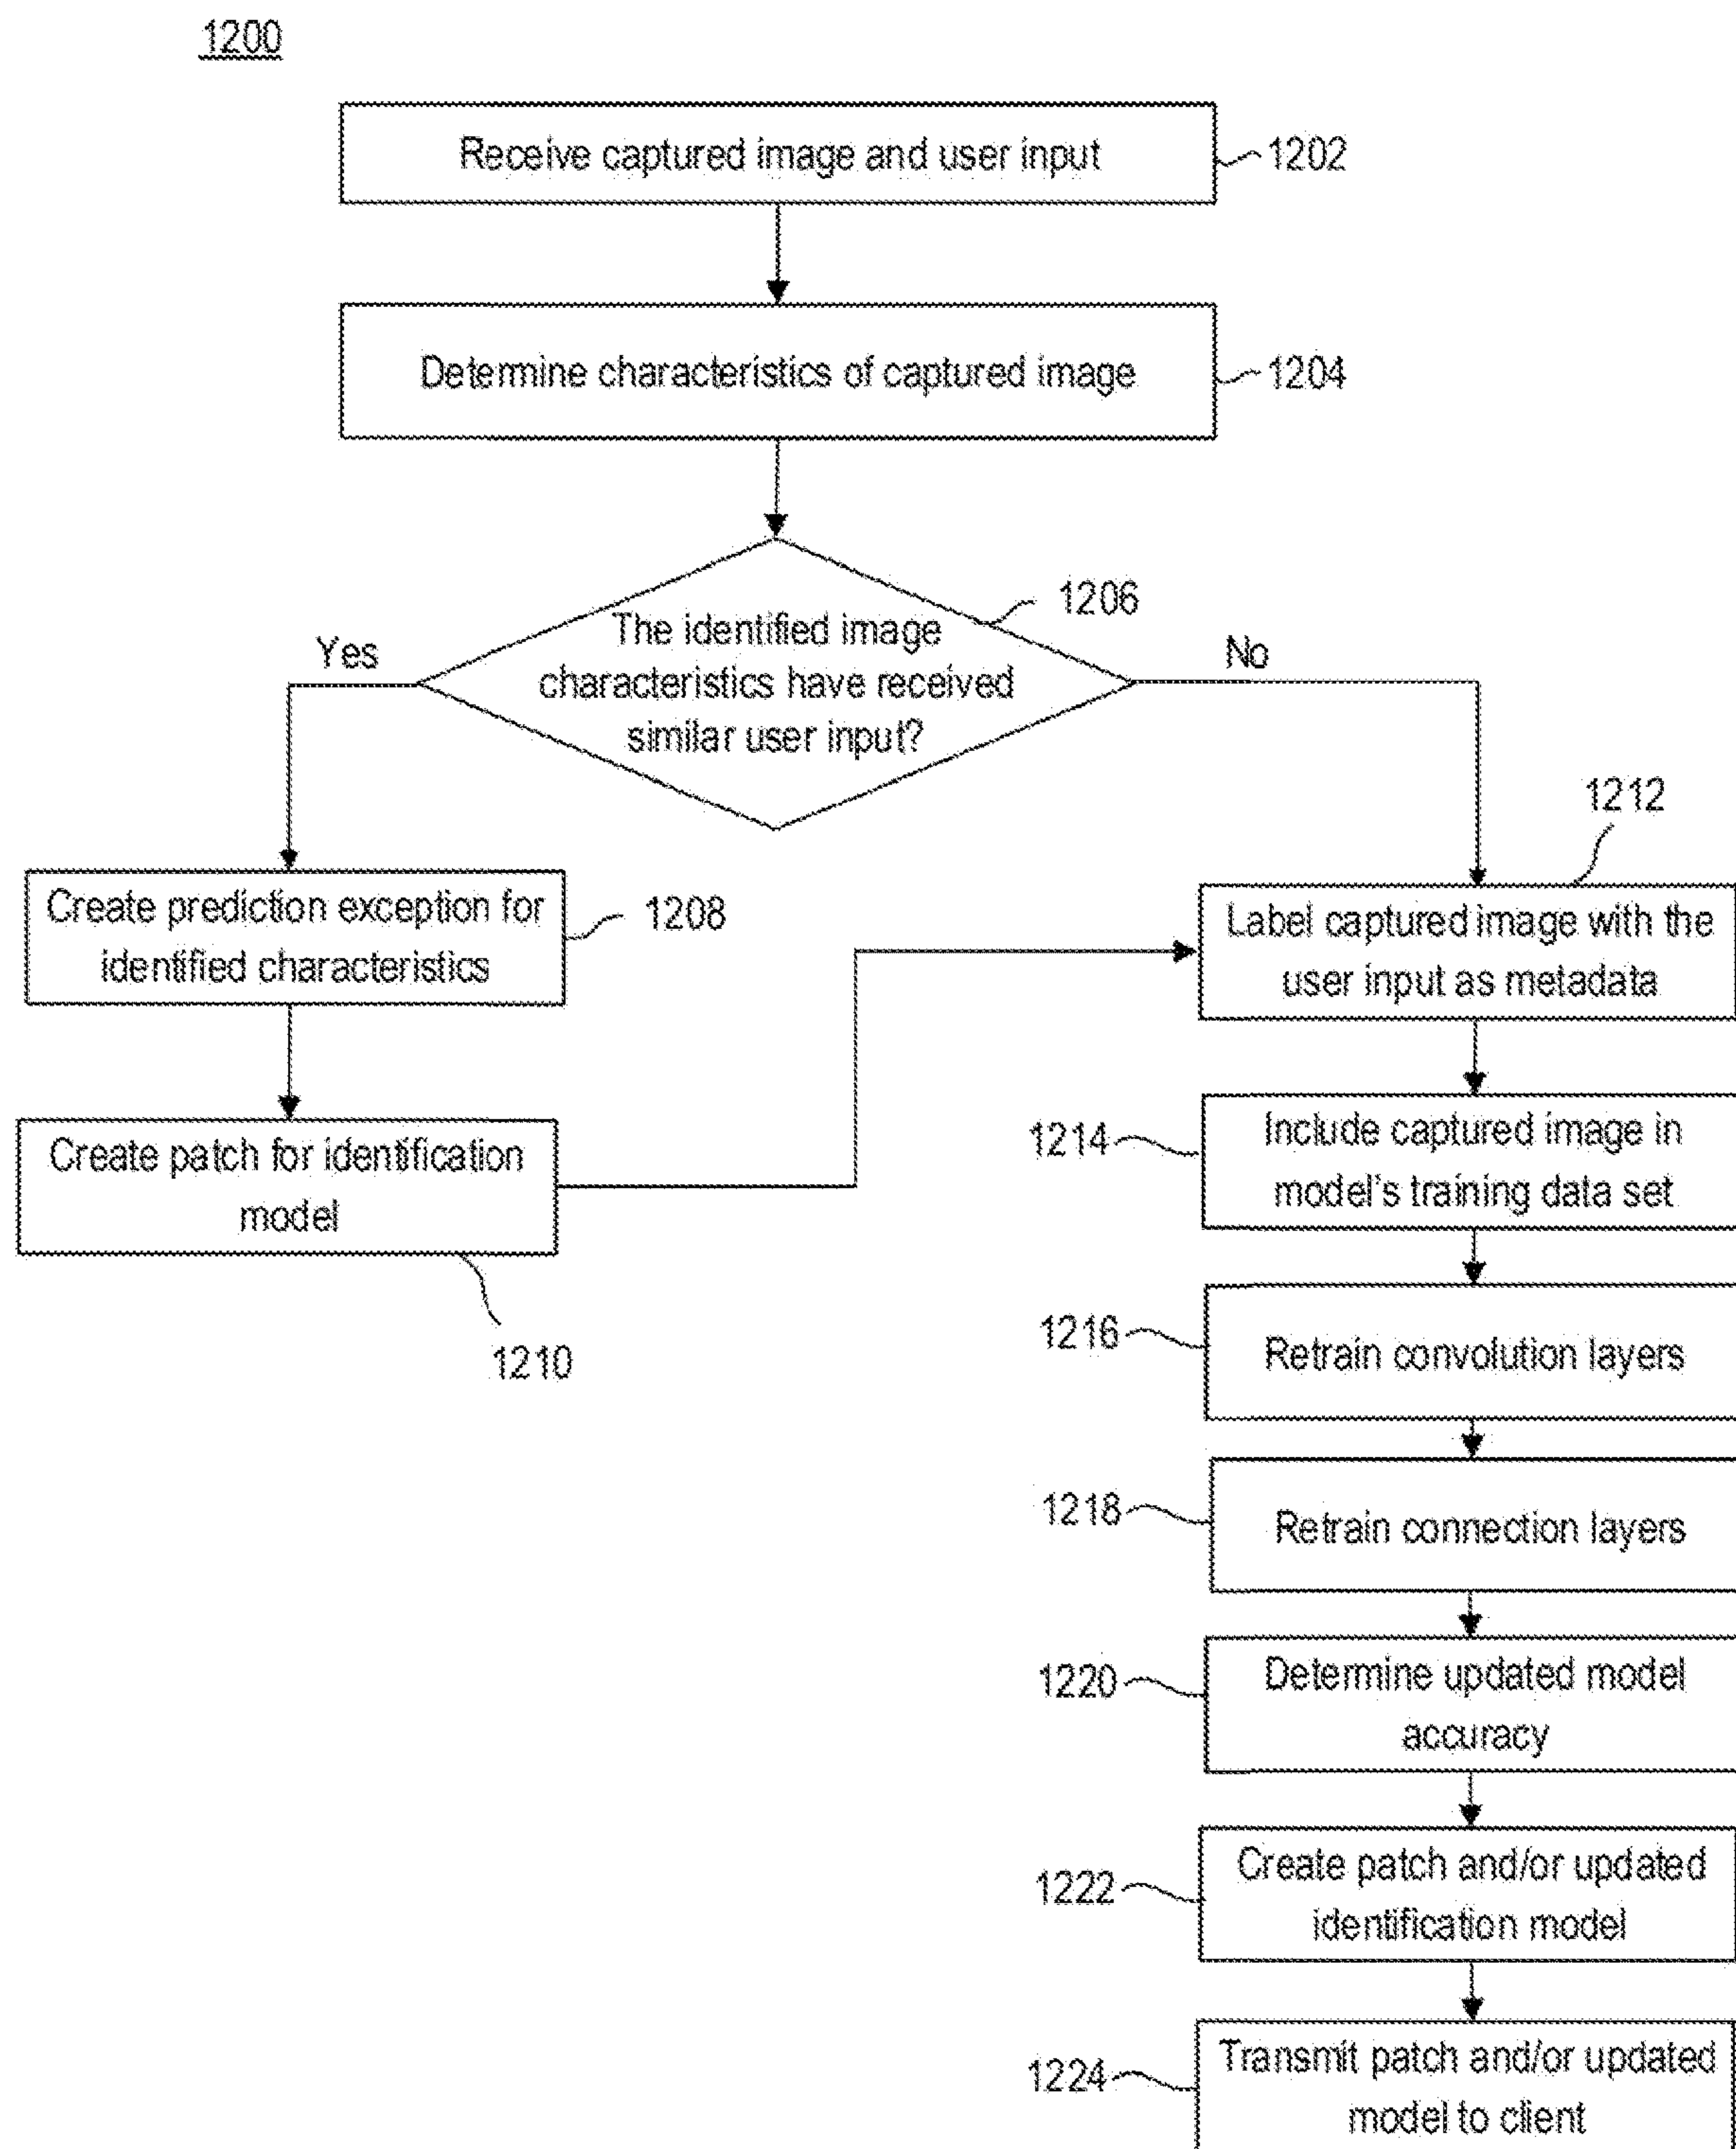 1200
Receive captured image and user input
1202
Determine characteristics of captured image
1204
1206
The identified image
characteristics have received
similar user input?
Yes
No
1212
Create prediction exception for
identified characteristics
1208
Label captured image with the
user input as metadata
Create patch for identification
model
1210
1214
Include captured image in
model's training data set
1216
Retrain convolution layers
1218
Retrain connection layers
1220
Determine updated model
accuracy
1222
Create patch and/or updated
identification model
1224
Transmit patch and/or updated
model to client